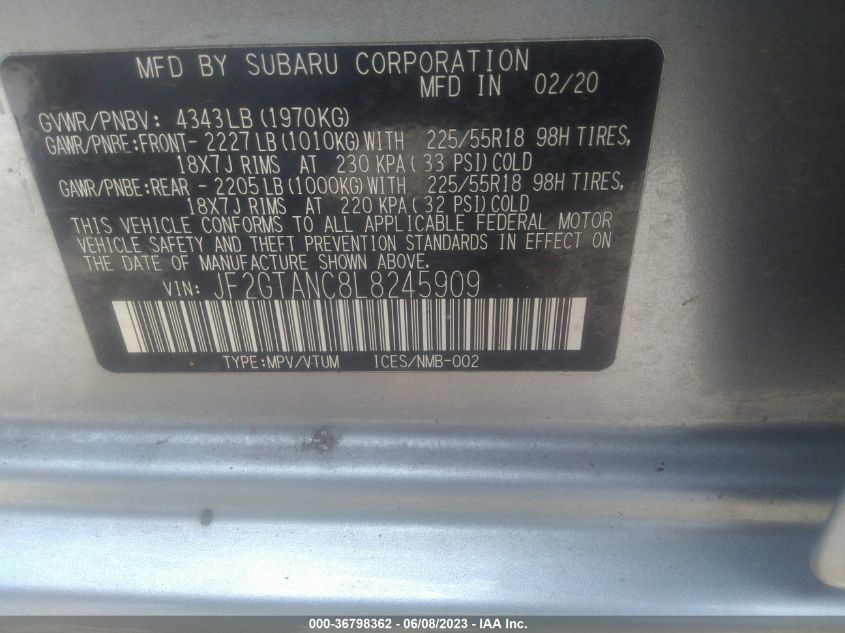 MFD BY SUBARU CORPORATION
MFD IN 02/20
GVWR/PNBV: 4343LB(1970KG)
GAWR/PNBE:FRONT- 2227LB(1010KG)WITH 225/55R18 98H TIRES,
18X7J RIMS AT 230 KPA( 33 PSI)COLD
GAWR/PNBE:REAR - 2205LB(1000KG)WITH 225/55R18 98H TIRES,
18X7J RIMS AT 220 KPA( 32 PSI)COLD
THIS VEHICLE CONFORMS TO ALL APPLICABLE FEDERAL MOTOR
VEHICLE SAFETY AND THEFT PREVENTION STANDARDS IN EFFECT ON
THE DATE OF MANUFACTURE SHOWN ABOVE.
VIN: JF2GTANC8L8245909
TYPE:MPV/VTUM ICES/NMB-002
000-36798362 - 06/08/2023 - IAA Inc.